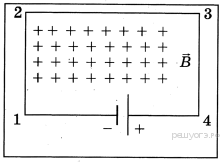 2 3
+ + + + + + + +
+ + + + + + + + B⃗
+ + + + + + + +
+ + + + + + + +
1 4
− +
решуогэ.рф